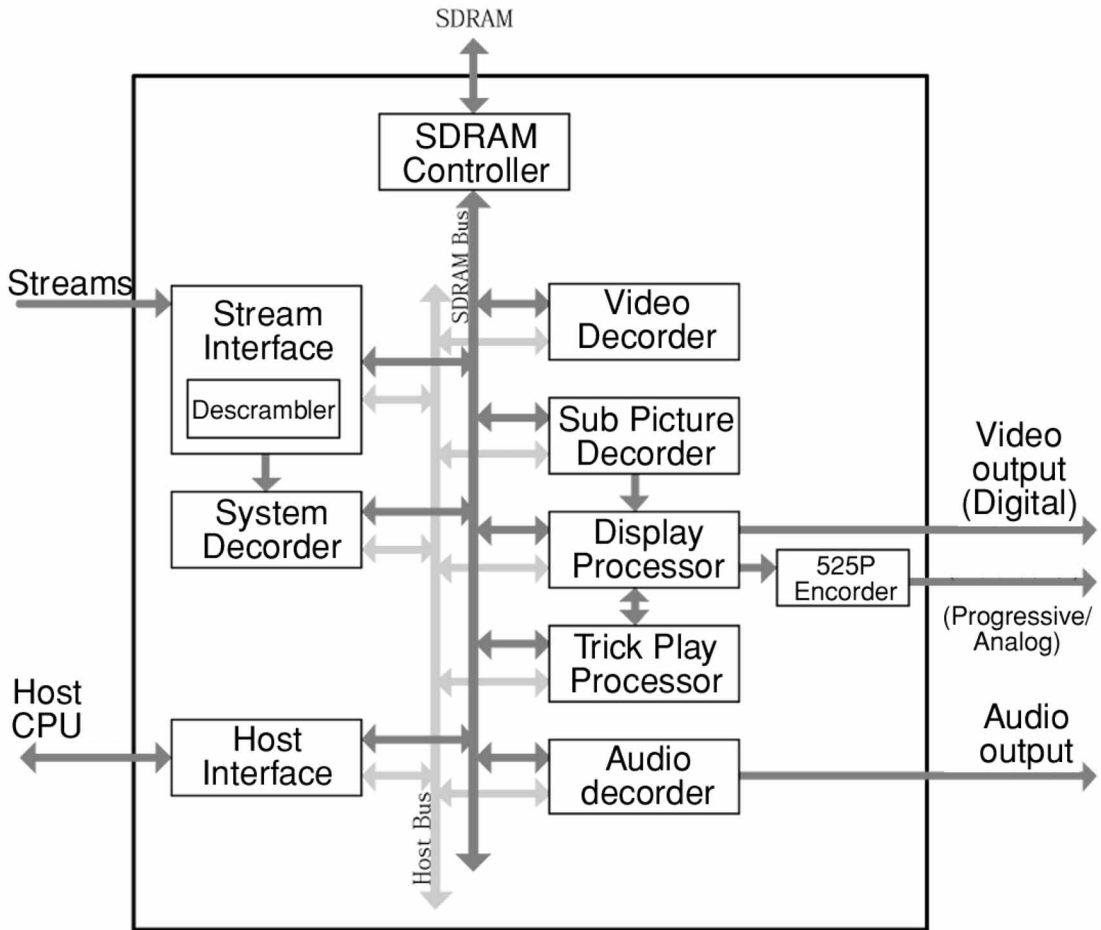 SDRAM
SDRAM
Controller
SDRAM Bus
Streams
Stream
Interface
Descrambler
Video
Decorder
Sub Picture
Decorder
Video
output
(Digital)
System
Decorder
Display
Processor
525P
Encorder
(Progressive/
Analog)
Trick Play
Processor
Host
CPU
Host
Interface
Host Bus
Audio
decorder
Audio
output